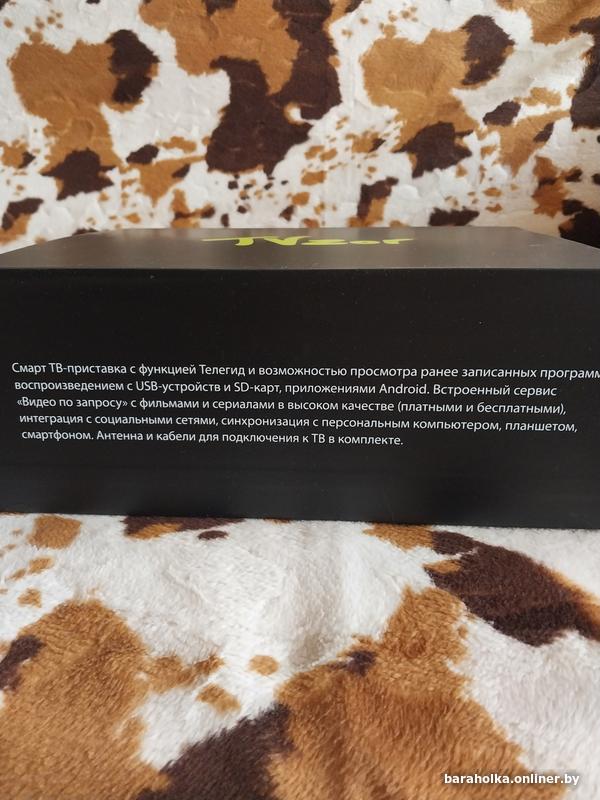 TVzor
Смарт ТВ-приставка с функцией Телегид и возможностью просмотра ранее записанных программ
воспроизведением с USB-устройств и SD-карт, приложениями Android. Встроенный сервис
«Видео по запросу» с фильмами и сериалами в высоком качестве (платными и бесплатными),
интеграция с социальными сетями, синхронизация с персональным компьютером, планшетом,
смартфоном. Антенна и кабели для подключения к ТВ в комплекте.
baraholka.onliner.by